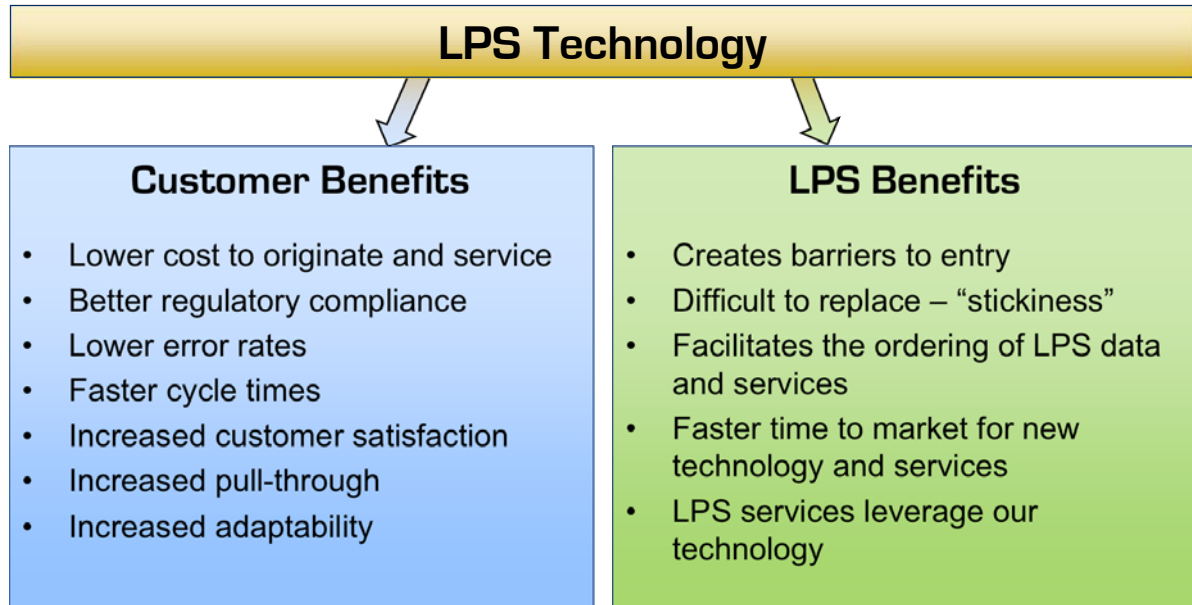 LPS Technology
Customer Benefits
• Lower cost to originate and service
• Better regulatory compliance
• Lower error rates
• Faster cycle times
• Increased customer satisfaction
• Increased pull-through
• Increased adaptability
LPS Benefits
• Creates barriers to entry
• Difficult to replace – “stickiness”
• Facilitates the ordering of LPS data
and services
• Faster time to market for new
technology and services
• LPS services leverage our
technology